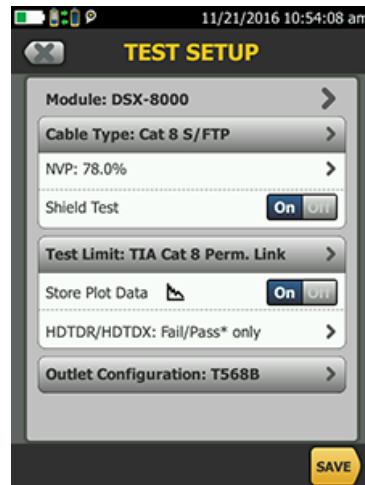 11/21/2016 10:54:08 am
TEST SETUP
Module: DSX-8000
Cable Type: Cat 8 S/FTP
NVP: 78.0%
Shield Test On Off
Test Limit: TIA Cat 8 Perm. Link
Store Plot Data On Off
HDTDR/HDTDX: Fail/Pass* only
Outlet Configuration: T568B
SAVE